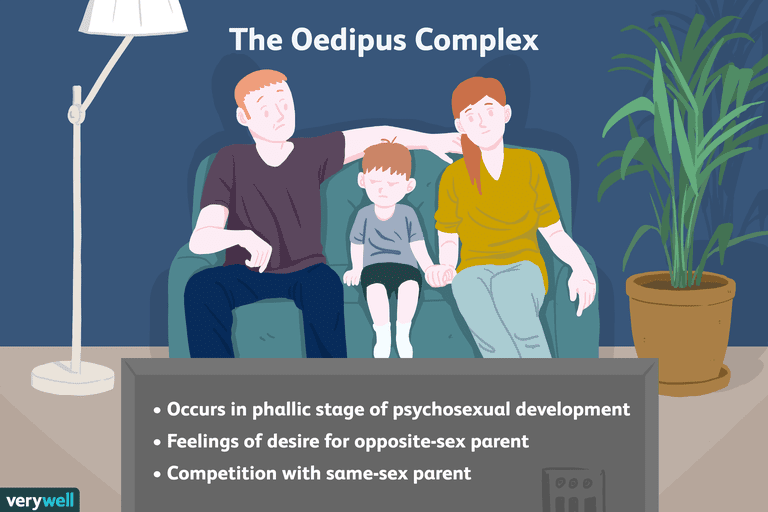 The Oedipus Complex
• Occurs in phallic stage of psychosexual development
• Feelings of desire for opposite-sex parent
• Competition with same-sex parent
verywell